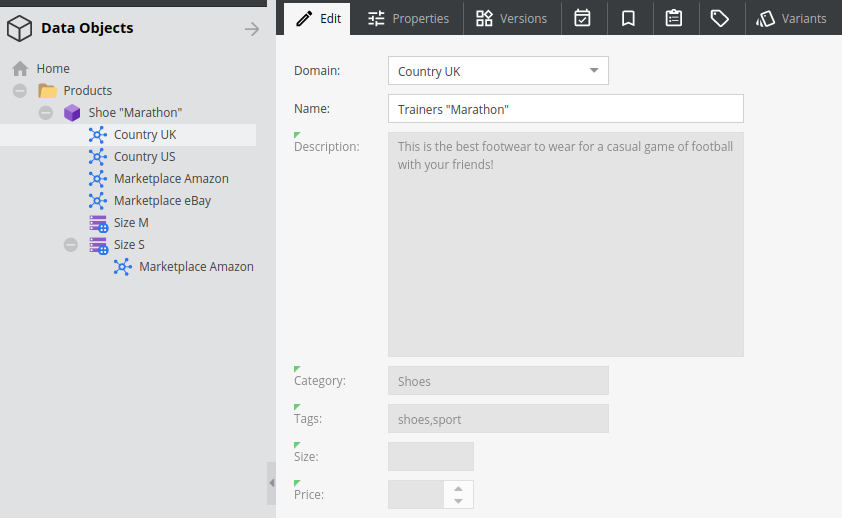 Data Objects
Home
Products
Shoe "Marathon"
Country UK
Country US
Marketplace Amazon
Marketplace eBay
Size M
Size S
Marketplace Amazon
Edit
Properties
Versions
Variants
Domain:
Country UK
Name:
Trainers "Marathon"
Description:
This is the best footwear to wear for a casual game of football
with your friends!
Category:
Shoes
Tags:
shoes,sport
Size:
Price: